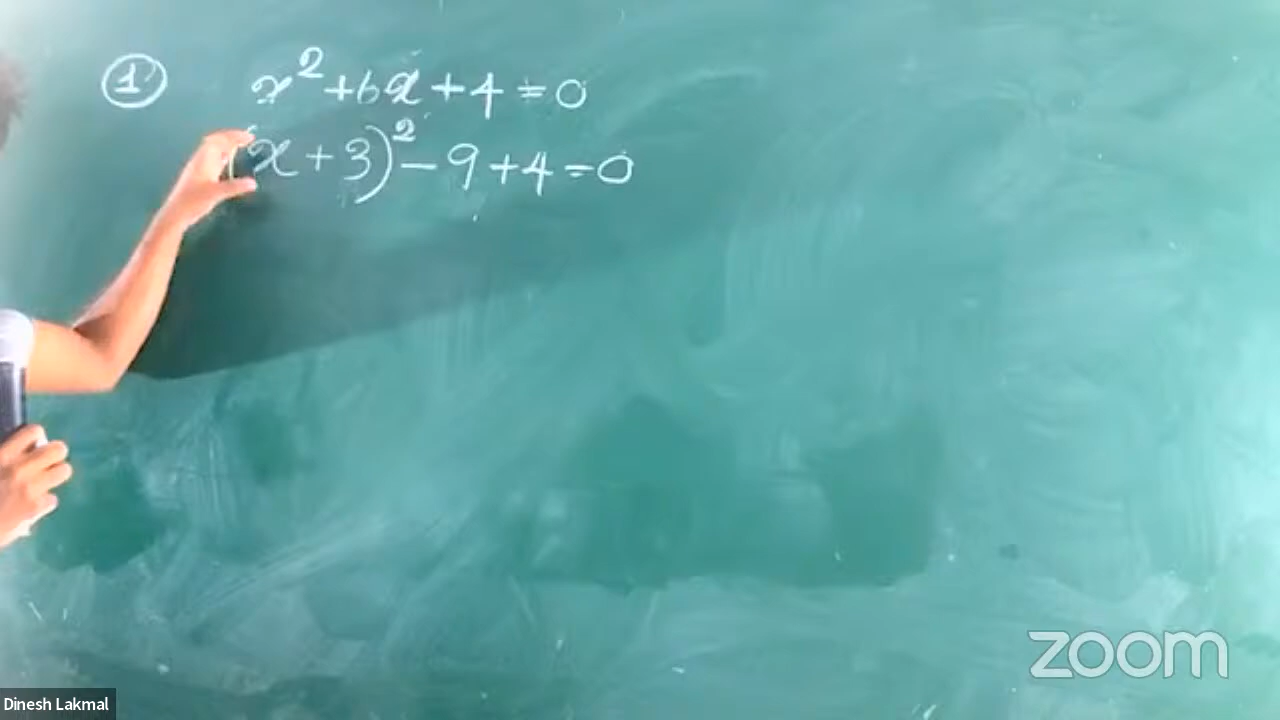 ① x² + 6x + 4 = 0
(x + 3)² - 9 + 4 = 0
zoom
Dinesh Lakmal